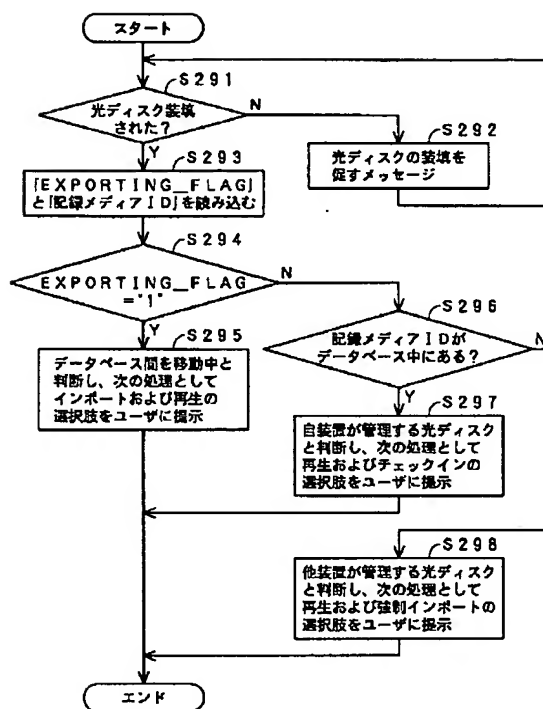 スタート
S291
光ディスク装填
された？
N
S292
光ディスクの装填を
促すメッセージ
Y
S293
「EXPORTING_FLAG」
と「記録メディアID」を読み込む
S294
EXPORTING_FLAG
="1"
N
Y
S295
データベース間を移動中と
判断し、次の処理として
インポートおよび再生の
選択肢をユーザに提示
S296
記録メディアIDが
データベース中にある？
N
Y
S297
自装置が管理する光ディスク
と判断し、次の処理として
再生およびチェックインの
選択肢をユーザに提示
S298
他装置が管理する光ディスク
と判断し、次の処理として
再生および強制インポートの
選択肢をユーザに提示
エンド